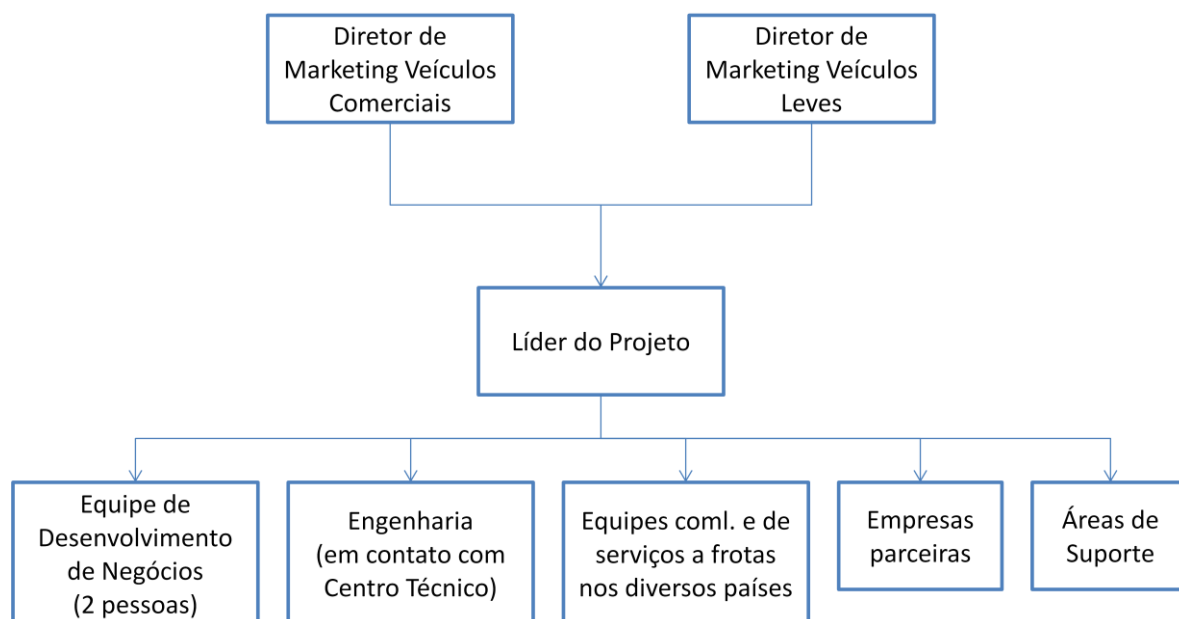 Diretor de
Marketing Veículos
Comerciais
Diretor de
Marketing Veículos
Leves
Líder do Projeto
Equipe de
Desenvolvimento
de Negócios
(2 pessoas)
Engenharia
(em contato com
Centro Técnico)
Equipes coml. e de
serviços a frotas
nos diversos países
Empresas
parceiras
Áreas de
Suporte